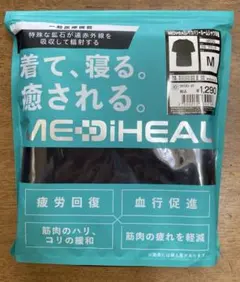 一般医療機器
特殊な鉱石が遠赤外線を
吸収して輻射する
M
¥1,290
着て、寝る。
癒される。
MEDiHEAL
疲労回復
血行促進
筋肉のハリ、
コリの緩和
筋肉の疲れを軽減